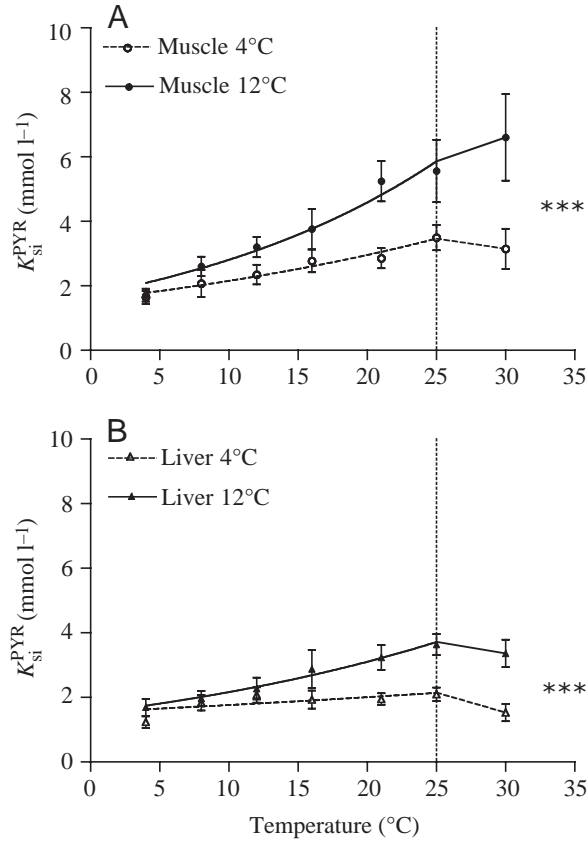 A
Muscle 4°C
Muscle 12°C
10
8
6
4
2
0
K_si^PYR (mmol l⁻¹)
***
0 5 10 15 20 25 30 35
B
Liver 4°C
Liver 12°C
10
8
6
4
2
0
K_si^PYR (mmol l⁻¹)
***
0 5 10 15 20 25 30 35
Temperature (°C)